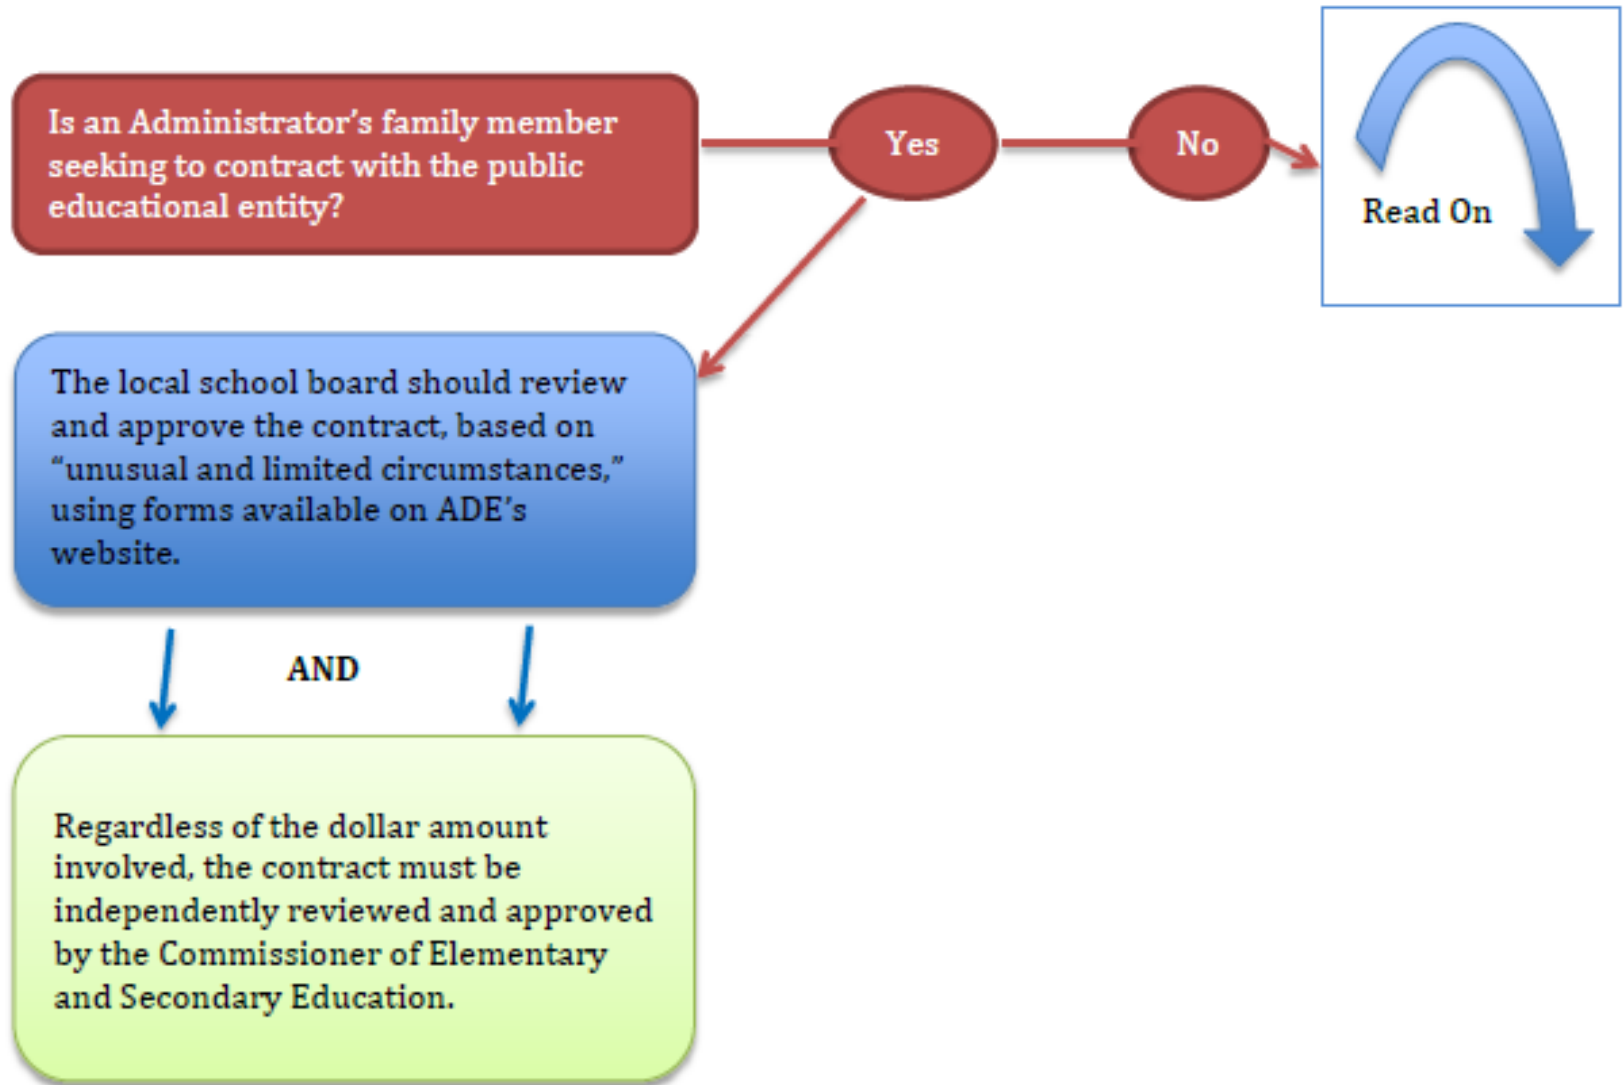 Is an Administrator’s family member
seeking to contract with the public
educational entity?
Yes
No
Read On
The local school board should review
and approve the contract, based on
“unusual and limited circumstances,”
using forms available on ADE’s
website.
AND
Regardless of the dollar amount
involved, the contract must be
independently reviewed and approved
by the Commissioner of Elementary
and Secondary Education.